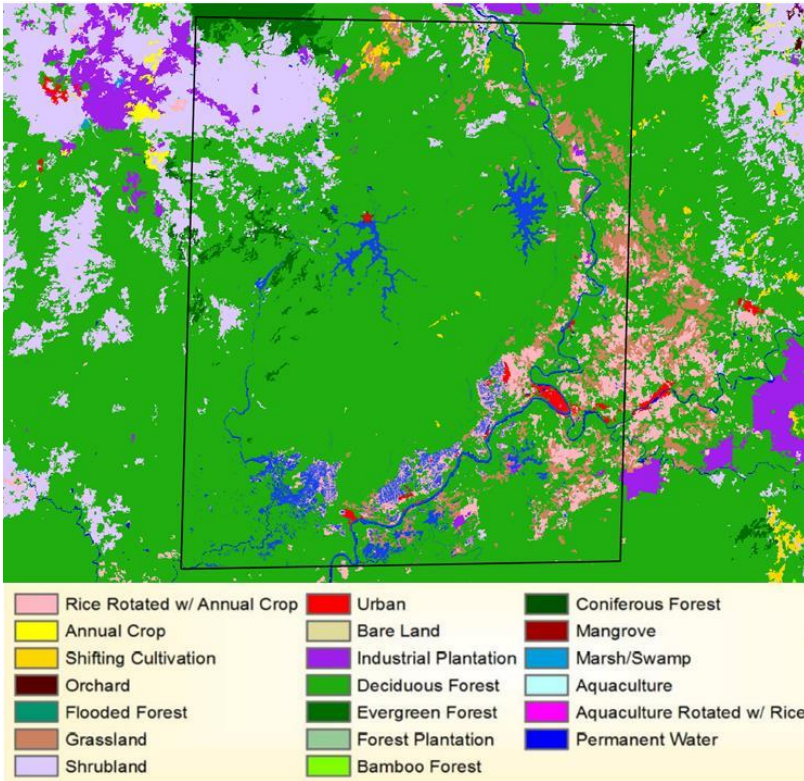 Rice Rotated w/ Annual Crop
Annual Crop
Shifting Cultivation
Orchard
Flooded Forest
Grassland
Shrubland
Urban
Bare Land
Industrial Plantation
Deciduous Forest
Evergreen Forest
Forest Plantation
Bamboo Forest
Coniferous Forest
Mangrove
Marsh/Swamp
Aquaculture
Aquaculture Rotated w/ Rice
Permanent Water